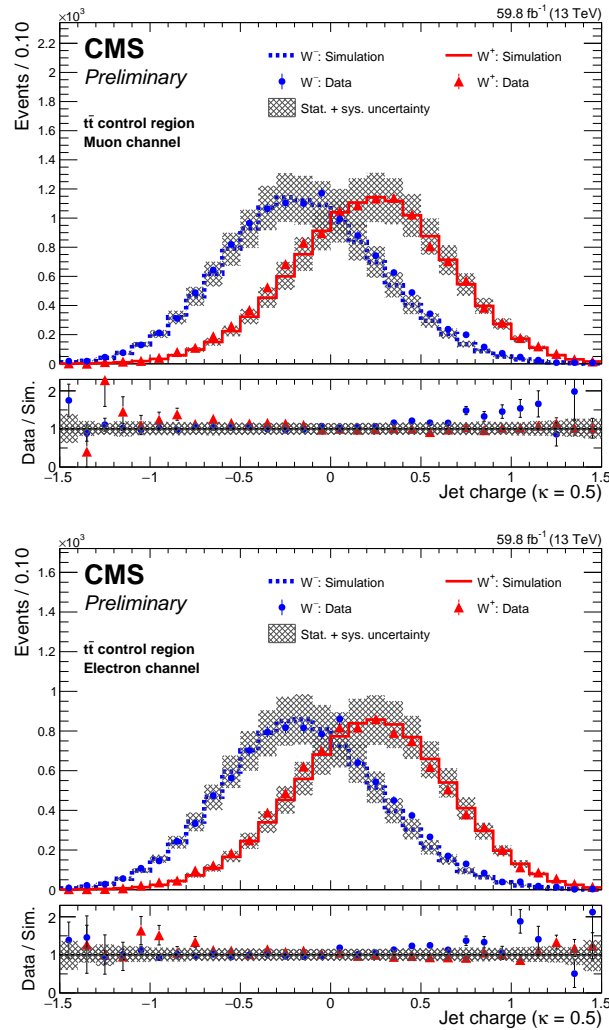 ×10³
59.8 fb⁻¹ (13 TeV)
CMS
Preliminary
W⁻: Simulation
W⁺: Simulation
W⁻: Data
W⁺: Data
Stat. + sys. uncertainty
tt̄ control region
Muon channel
Events / 0.10
2.2
2
1.8
1.6
1.4
1.2
1
0.8
0.6
0.4
0.2
0
Data / Sim.
2
1
0
−1.5
−1
−0.5
0
0.5
1
1.5
Jet charge (κ = 0.5)
×10³
59.8 fb⁻¹ (13 TeV)
CMS
Preliminary
W⁻: Simulation
W⁺: Simulation
W⁻: Data
W⁺: Data
Stat. + sys. uncertainty
tt̄ control region
Electron channel
Events / 0.10
1.6
1.4
1.2
1
0.8
0.6
0.4
0.2
0
Data / Sim.
2
1
0
−1.5
−1
−0.5
0
0.5
1
1.5
Jet charge (κ = 0.5)